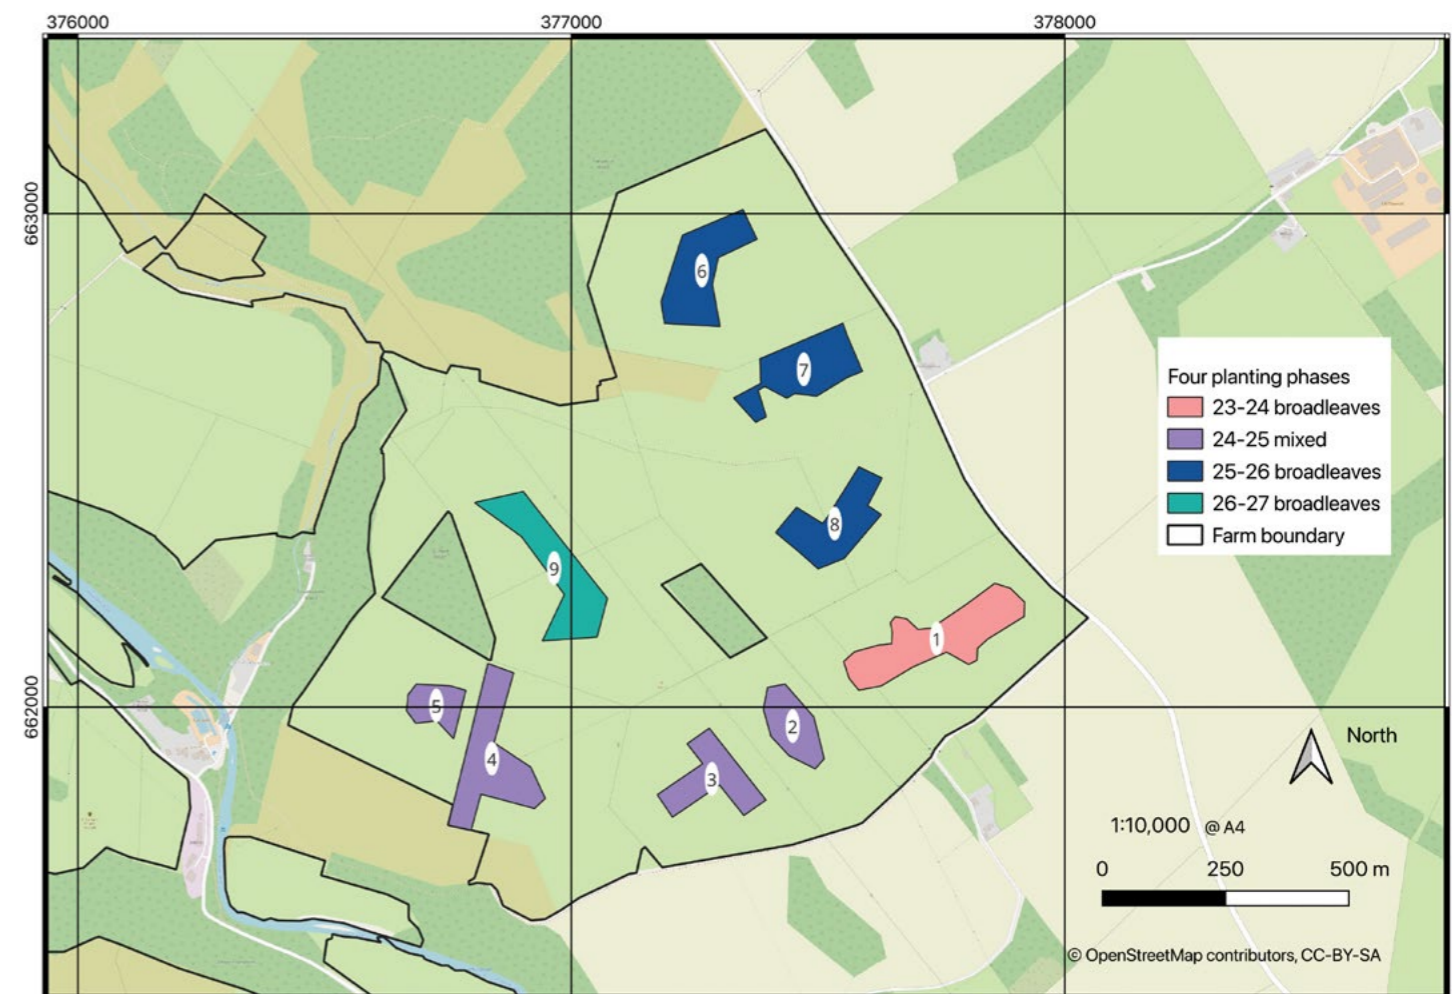 376000
377000
378000
663000
662000
6
7
8
9
1
5
2
4
3
Four planting phases
23-24 broadleaves
24-25 mixed
25-26 broadleaves
26-27 broadleaves
Farm boundary
North
1:10,000 @ A4
0 250 500 m
© OpenStreetMap contributors, CC-BY-SA